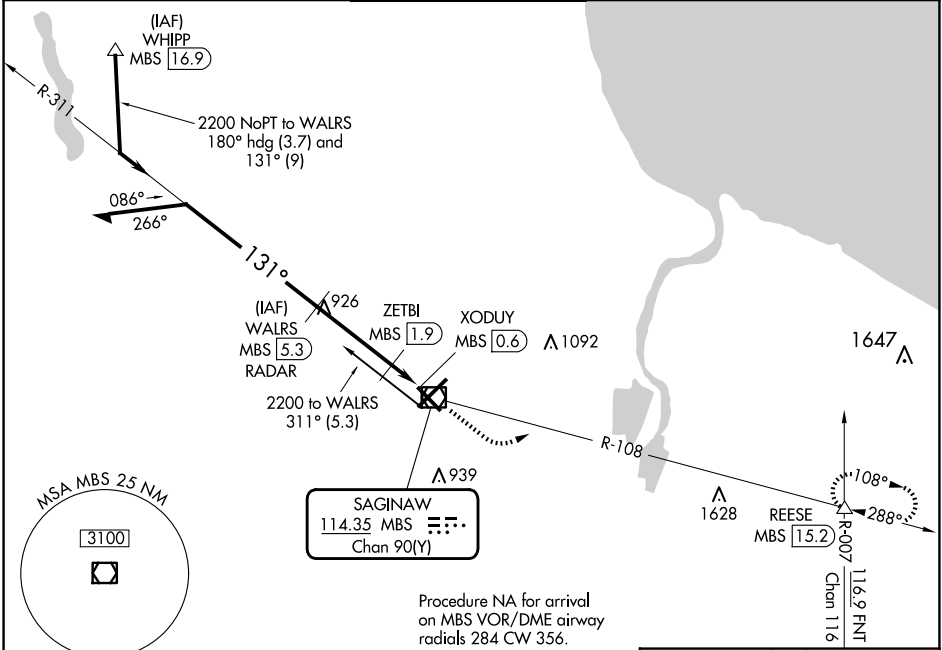 (IAF)
WHIPP
MBS 16.9
R-311
2200 NoPT to WALRS
180° hdg (3.7) and
131° (9)
086°
266°
131°
926
(IAF)
WALRS
MBS 5.3
RADAR
ZETBI
MBS 1.9
XODUY
MBS 0.6
1092
1647
2200 to WALRS
311° (5.3)
R-108
939
SAGINAW
114.35 MBS
Chan 90(Y)
1628
REESE
MBS 15.2
108°
288°
R-007
116.9 FNT
Chan 116
MSA MBS 25 NM
3100
Procedure NA for arrival
on MBS VOR/DME airway
radials 284 CW 356.